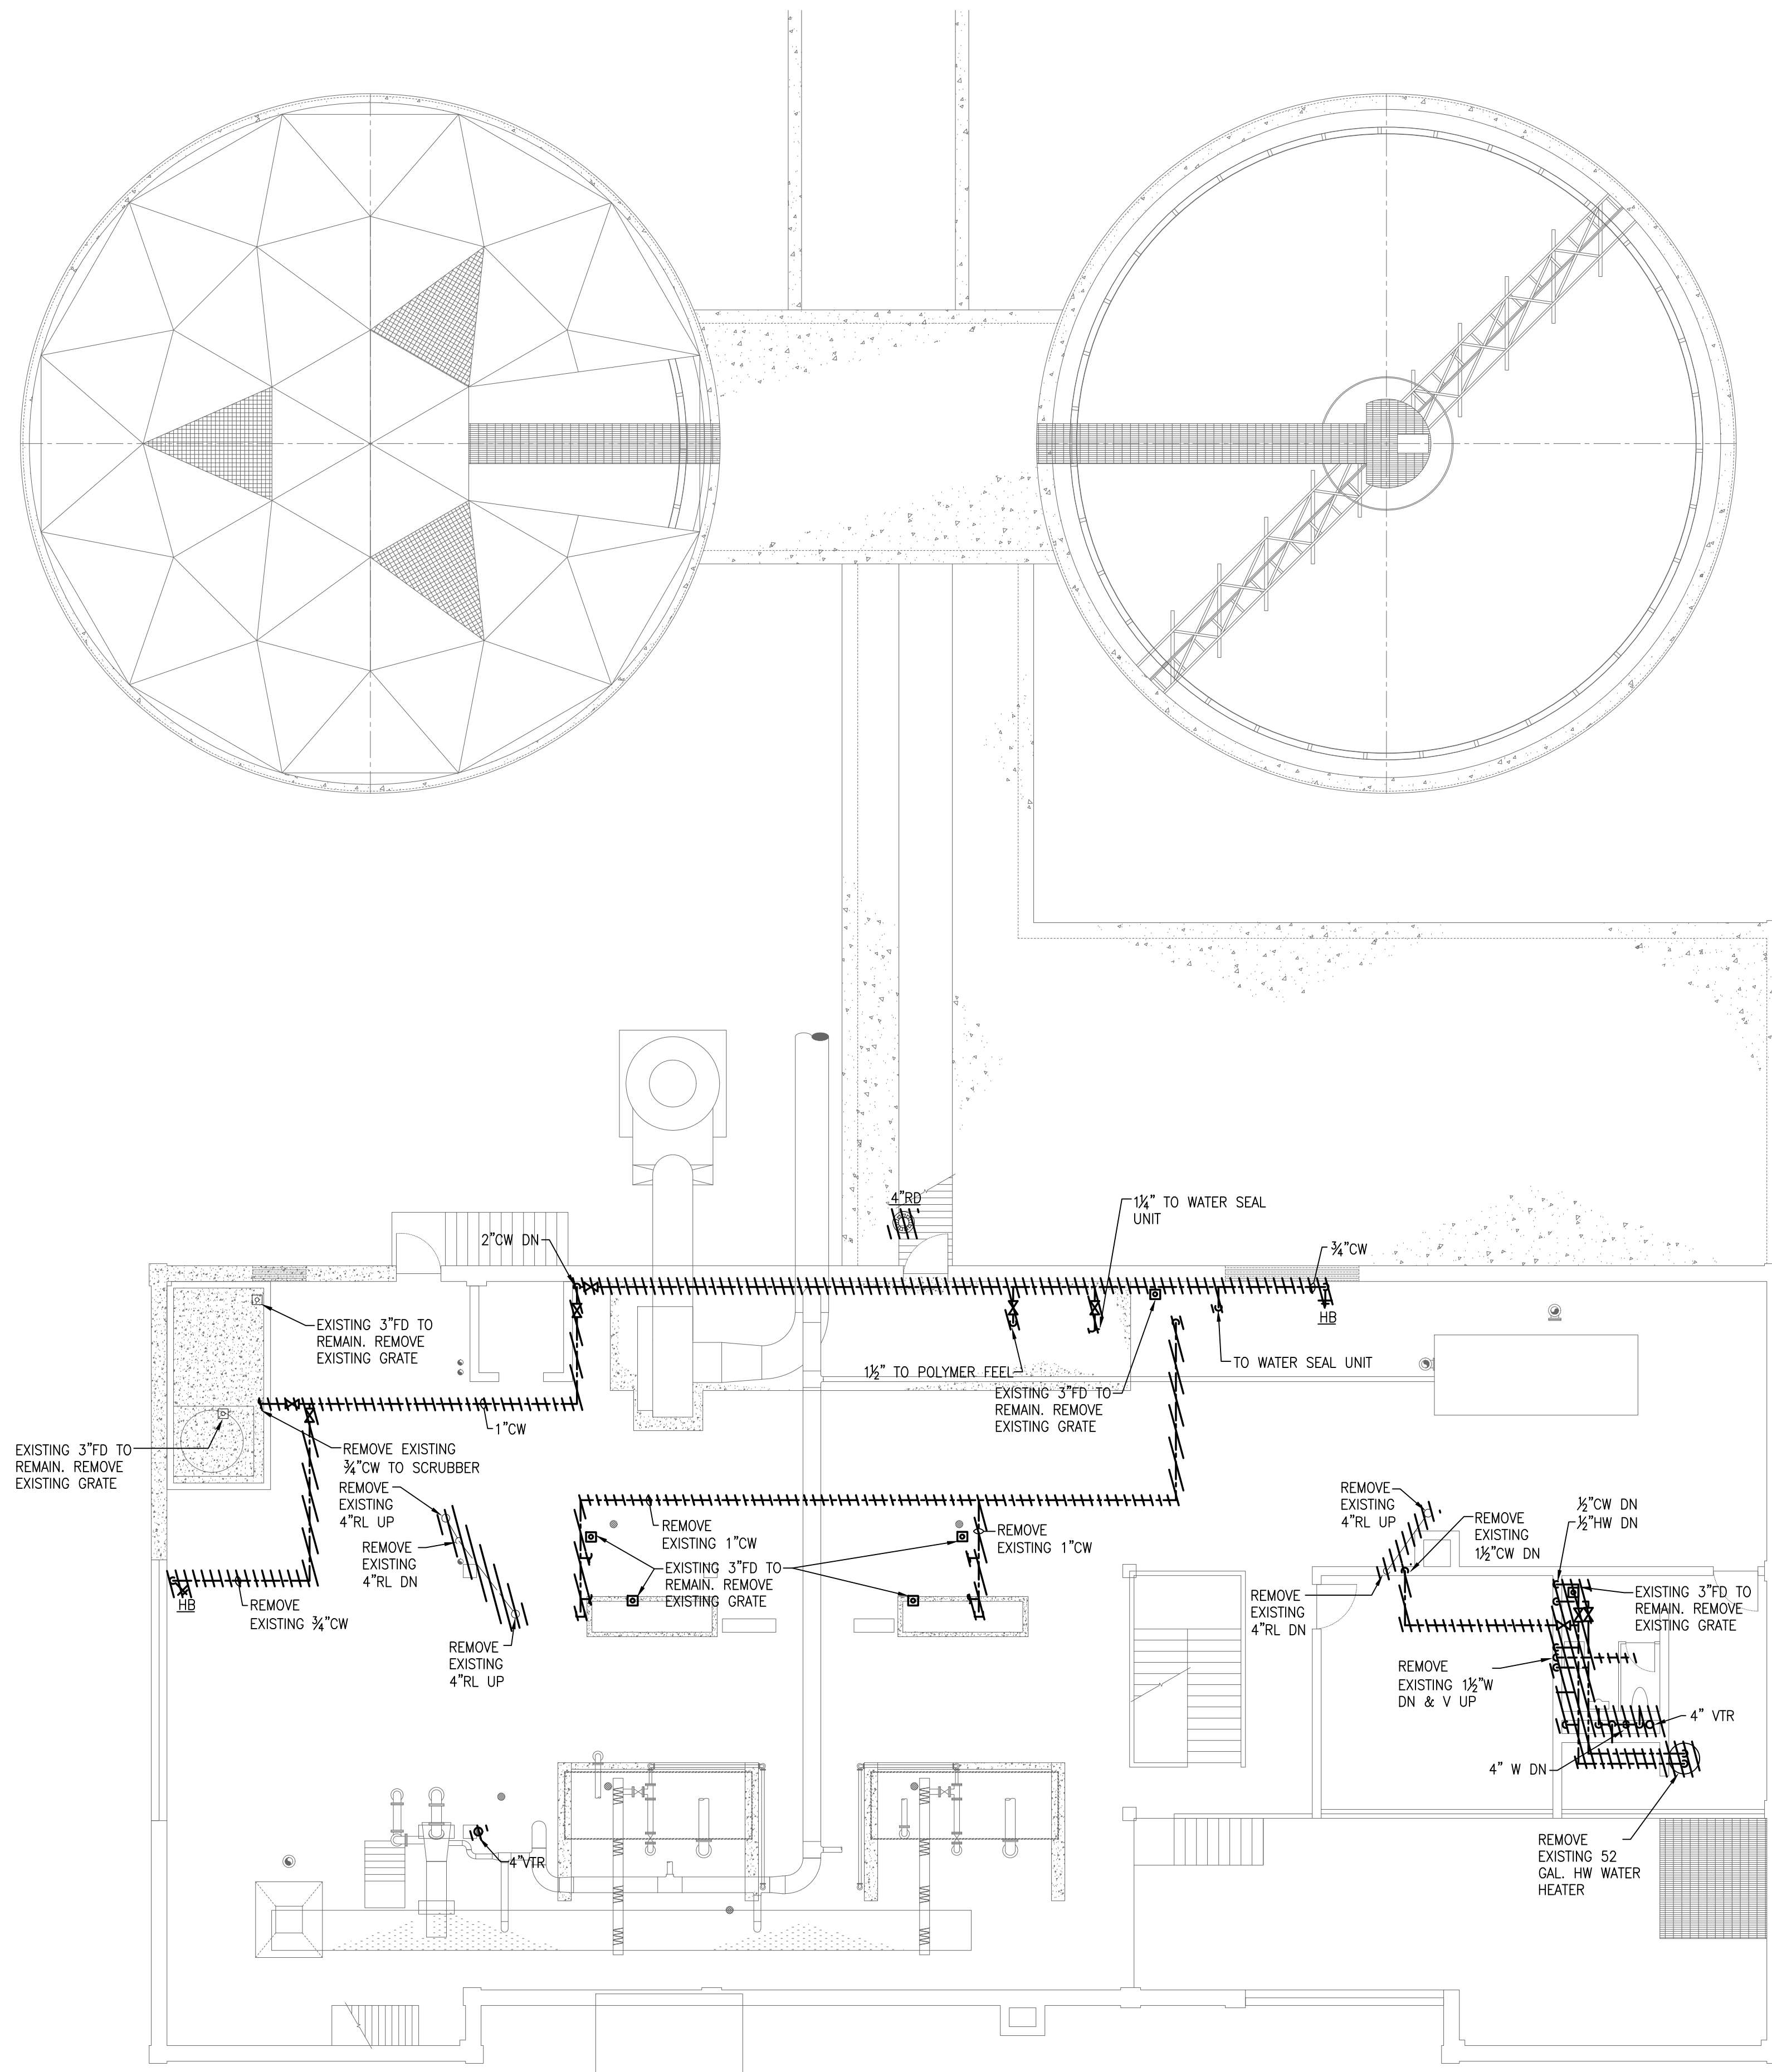 4"RD
1¼" TO WATER SEAL
UNIT
2"CW DN
¾"CW
HB
EXISTING 3"FD TO
REMAIN. REMOVE
EXISTING GRATE
TO WATER SEAL UNIT
1½" TO POLYMER FEEL
EXISTING 3"FD TO
REMAIN. REMOVE
EXISTING GRATE
1"CW
EXISTING 3"FD TO
REMAIN. REMOVE
EXISTING GRATE
REMOVE EXISTING
¾"CW TO SCRUBBER
REMOVE
EXISTING
4"RL UP
REMOVE
EXISTING
4"RL DN
REMOVE
EXISTING 1"CW
REMOVE
EXISTING 1"CW
REMOVE
EXISTING
4"RL UP
REMOVE
EXISTING
1½"CW DN
½"CW DN
½"HW DN
EXISTING 3"FD TO
REMAIN. REMOVE
EXISTING GRATE
HB
REMOVE
EXISTING ¾"CW
REMOVE
EXISTING
4"RL UP
REMOVE
EXISTING
4"RL DN
EXISTING 3"FD TO
REMAIN. REMOVE
EXISTING GRATE
REMOVE
EXISTING 1½"W
DN & V UP
4" VTR
4" W DN
4"VTR
REMOVE
EXISTING 52
GAL. HW WATER
HEATER